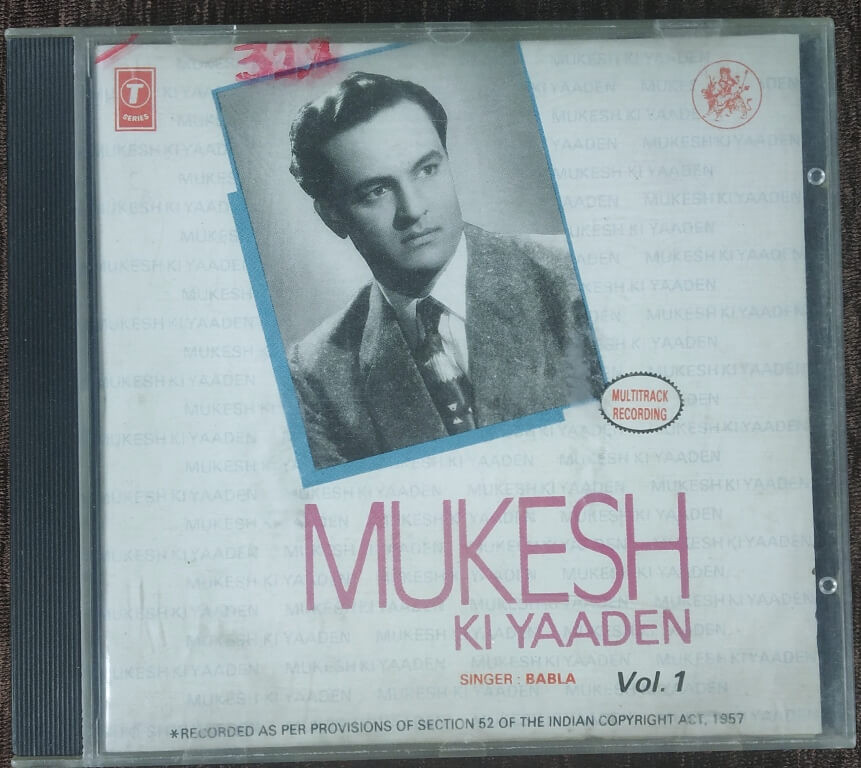 T
SERIES
MULTITRACK
RECORDING
MUKESH
KI YAADEN
SINGER : BABLA
Vol. 1
*RECORDED AS PER PROVISIONS OF SECTION 52 OF THE INDIAN COPYRIGHT ACT, 1957